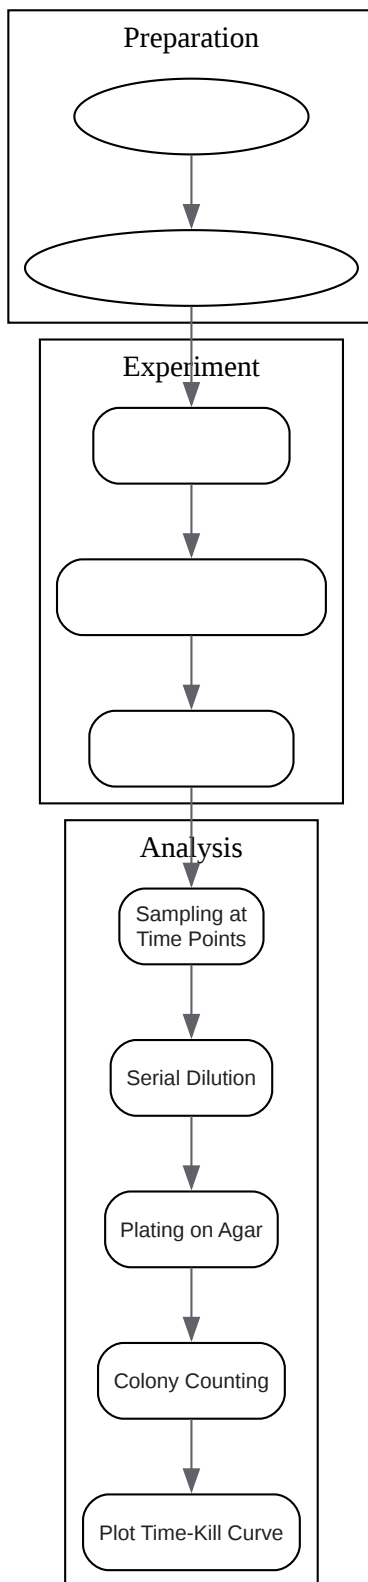 Preparation
Experiment
Analysis
Sampling at
Time Points
Serial Dilution
Plating on Agar
Colony Counting
Plot Time-Kill Curve